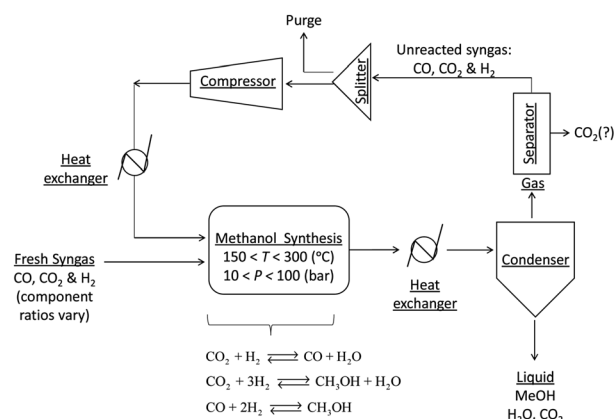 Purge
Unreacted syngas:
CO, CO₂ & H₂
Compressor
Splitter
Separator
CO₂(?)
Gas
Heat
exchanger
Methanol Synthesis
150 < T < 300 (°C)
10 < P < 100 (bar)
Fresh Syngas
CO, CO₂ & H₂
(component
ratios vary)
Heat
exchanger
Condenser
CO₂ + H₂ ⇌ CO + H₂O
CO₂ + 3H₂ ⇌ CH₃OH + H₂O
CO + 2H₂ ⇌ CH₃OH
Liquid
MeOH
H₂O, CO₂